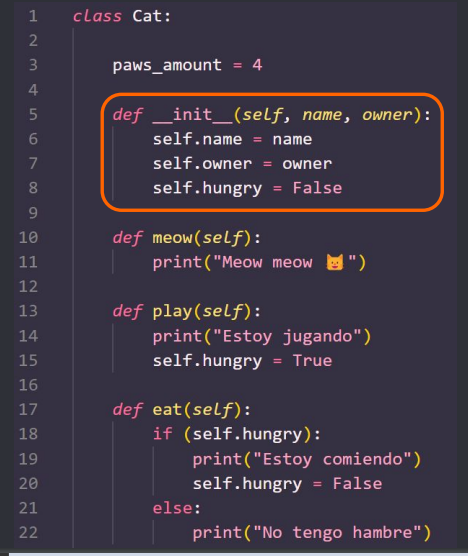 1 class Cat:
2
3     paws_amount = 4
4
5     def __init__(self, name, owner):
6         self.name = name
7         self.owner = owner
8         self.hungry = False
9
10     def meow(self):
11         print("Meow meow 🐱")
12
13     def play(self):
14         print("Estoy jugando")
15         self.hungry = True
16
17     def eat(self):
18         if (self.hungry):
19             print("Estoy comiendo")
20             self.hungry = False
21         else:
22             print("No tengo hambre")